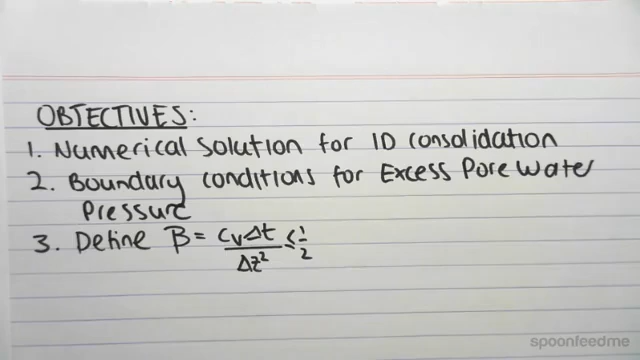 OBJECTIVES:
1. Numerical Solution for 1D consolidation
2. Boundary conditions for Excess Pore Water
Pressure
3. Define β = CvΔt/Δz² ≤ 1/2
spoonfeedme